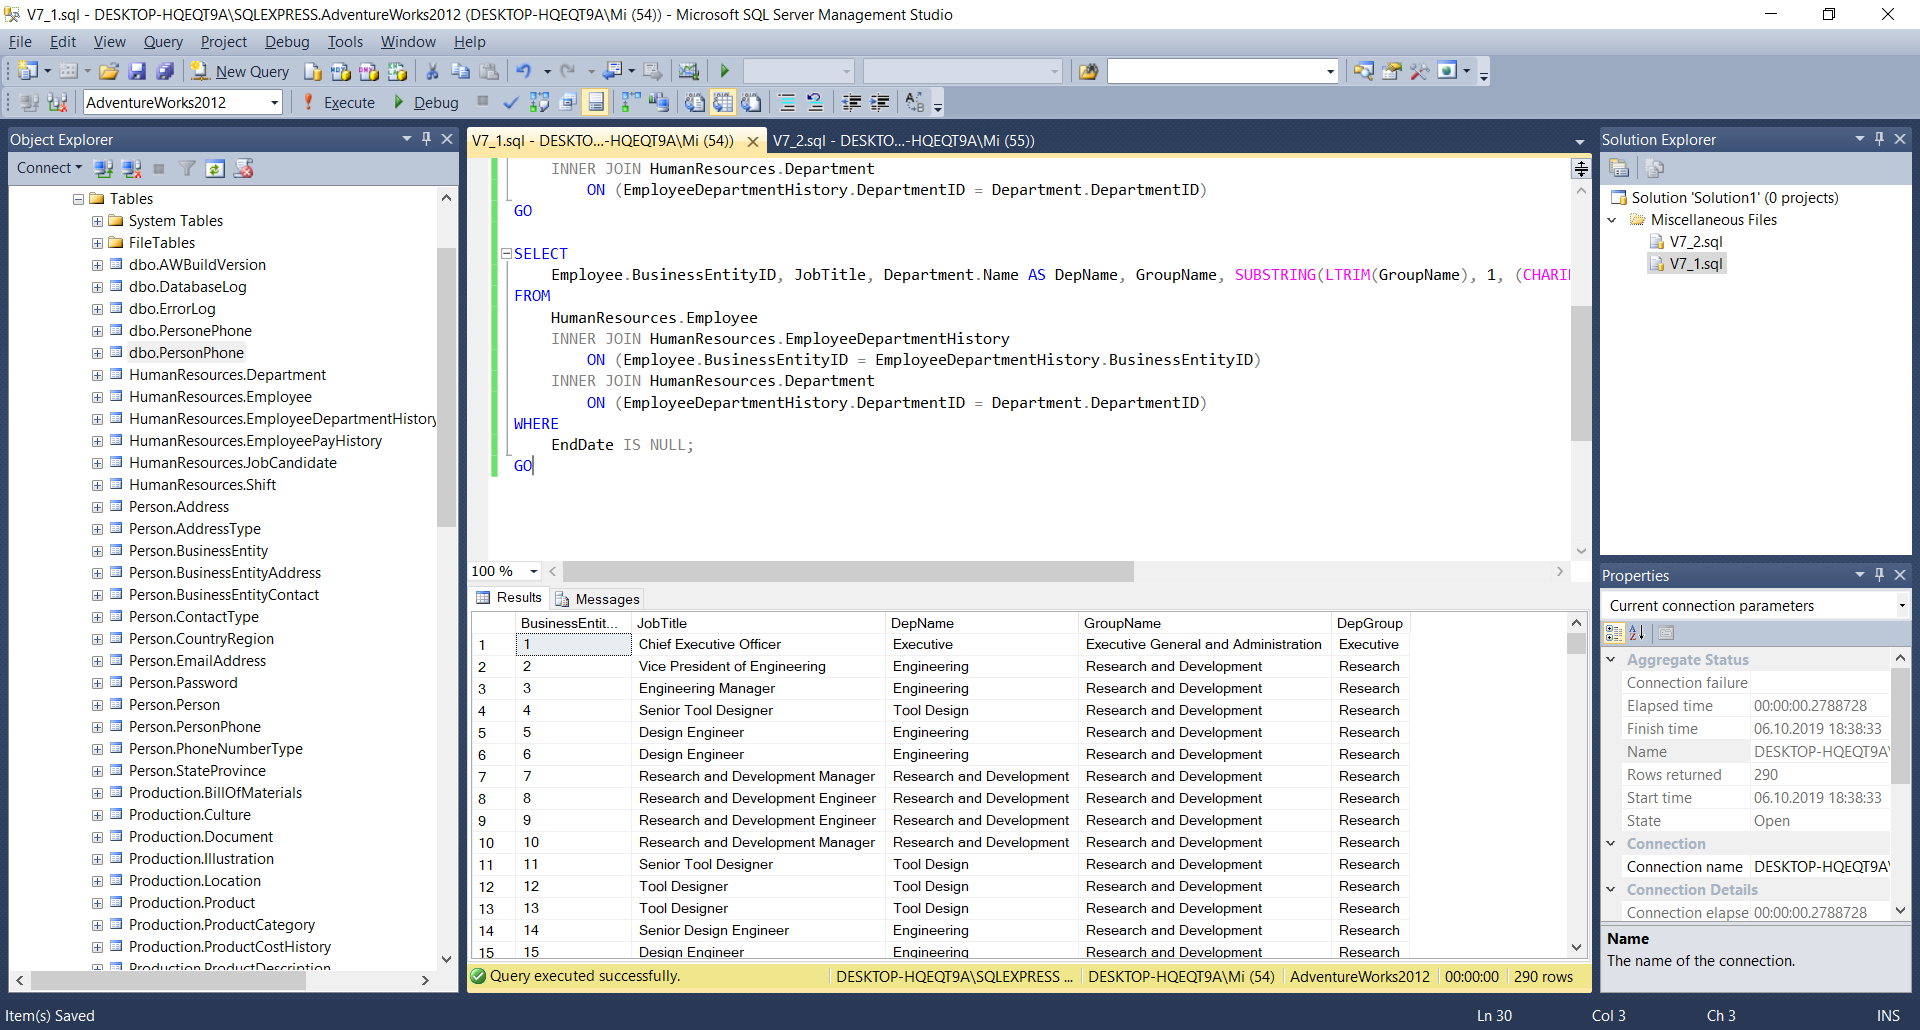 V7_1.sql - DESKTOP-HQEQT9A\SQLEXPRESS.AdventureWorks2012 (DESKTOP-HQEQT9A\Mi (54)) - Microsoft SQL Server Management Studio
File Edit View Query Project Debug Tools Window Help
New Query
AdventureWorks2012 Execute Debug
Object Explorer
Connect
Tables
System Tables
FileTables
dbo.AWBuildVersion
dbo.DatabaseLog
dbo.ErrorLog
dbo.PersonePhone
dbo.PersonPhone
HumanResources.Department
HumanResources.Employee
HumanResources.EmployeeDepartmentHistory
HumanResources.EmployeePayHistory
HumanResources.JobCandidate
HumanResources.Shift
Person.Address
Person.AddressType
Person.BusinessEntity
Person.BusinessEntityAddress
Person.BusinessEntityContact
Person.ContactType
Person.CountryRegion
Person.EmailAddress
Person.Password
Person.Person
Person.PersonPhone
Person.PhoneNumberType
Person.StateProvince
Production.BillOfMaterials
Production.Culture
Production.Document
Production.Illustration
Production.Location
Production.Product
Production.ProductCategory
Production.ProductCostHistory
Production.ProductDescription
V7_1.sql - DESKTO...-HQEQT9A\Mi (54)) V7_2.sql - DESKTO...-HQEQT9A\Mi (55))
INNER JOIN HumanResources.Department
ON (EmployeeDepartmentHistory.DepartmentID = Department.DepartmentID)
GO
SELECT
Employee.BusinessEntityID, JobTitle, Department.Name AS DepName, GroupName, SUBSTRING(LTRIM(GroupName), 1, (CHARI
FROM
HumanResources.Employee
INNER JOIN HumanResources.EmployeeDepartmentHistory
ON (Employee.BusinessEntityID = EmployeeDepartmentHistory.BusinessEntityID)
INNER JOIN HumanResources.Department
ON (EmployeeDepartmentHistory.DepartmentID = Department.DepartmentID)
WHERE
EndDate IS NULL;
GO
100 %
Results Messages
BusinessEntit... JobTitle DepName GroupName DepGroup
1 1 Chief Executive Officer Executive Executive General and Administration Executive
2 2 Vice President of Engineering Engineering Research and Development Research
3 3 Engineering Manager Engineering Research and Development Research
4 4 Senior Tool Designer Tool Design Research and Development Research
5 5 Design Engineer Engineering Research and Development Research
6 6 Design Engineer Engineering Research and Development Research
7 7 Research and Development Manager Research and Development Research and Development Research
8 8 Research and Development Engineer Research and Development Research and Development Research
9 9 Research and Development Engineer Research and Development Research and Development Research
10 10 Research and Development Manager Research and Development Research and Development Research
11 11 Senior Tool Designer Tool Design Research and Development Research
12 12 Tool Designer Tool Design Research and Development Research
13 13 Tool Designer Tool Design Research and Development Research
14 14 Senior Design Engineer Engineering Research and Development Research
15 15 Design Engineer Engineering Research and Development Research
Query executed successfully. DESKTOP-HQEQT9A\SQLEXPRESS ... DESKTOP-HQEQT9A\Mi (54) AdventureWorks2012 00:00:00 290 rows
Solution Explorer
Solution 'Solution1' (0 projects)
Miscellaneous Files
V7_2.sql
V7_1.sql
Properties
Current connection parameters
Aggregate Status
Connection failure
Elapsed time 00:00:00.2788728
Finish time 06.10.2019 18:38:33
Name DESKTOP-HQEQT9A\
Rows returned 290
Start time 06.10.2019 18:38:33
State Open
Connection
Connection name DESKTOP-HQEQT9A\
Connection Details
Connection elapse 00:00:00.2788728
Name
The name of the connection.
Item(s) Saved Ln 30 Col 3 Ch 3 INS